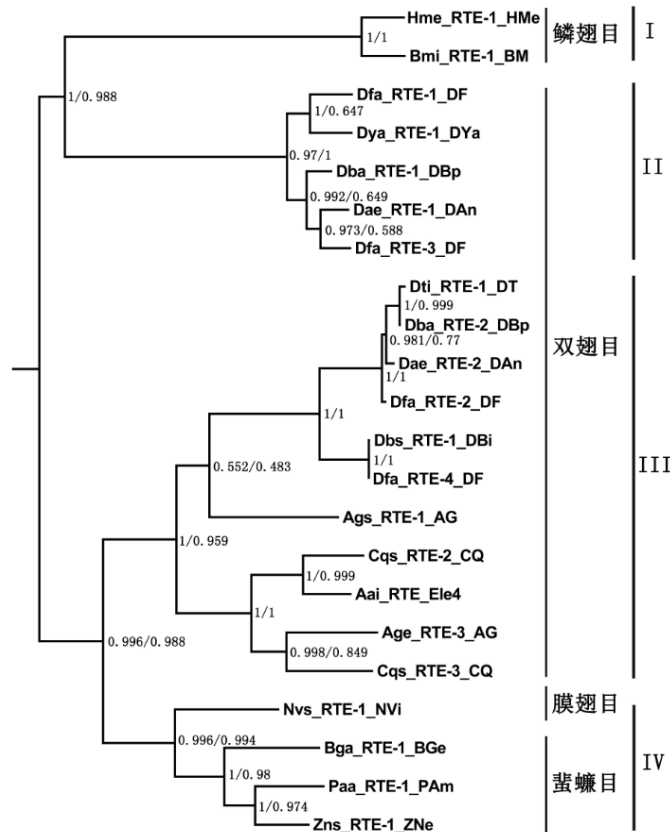 Hme_RTE-1_HMe
1/1
Bmi_RTE-1_BM
鳞翅目
I
1/0.988
Dfa_RTE-1_DF
1/0.647
Dya_RTE-1_DYa
0.97/1
Dba_RTE-1_DBp
0.992/0.649
Dae_RTE-1_DAn
0.973/0.588
Dfa_RTE-3_DF
II
Dti_RTE-1_DT
1/0.999
Dba_RTE-2_DBp
0.981/0.77
Dae_RTE-2_DAn
1/1
Dfa_RTE-2_DF
双翅目
1/1
Dbs_RTE-1_DBi
1/1
Dfa_RTE-4_DF
0.552/0.483
III
Ags_RTE-1_AG
1/0.959
Cqs_RTE-2_CQ
1/0.999
Aai_RTE_Ele4
1/1
Age_RTE-3_AG
0.998/0.849
Cqs_RTE-3_CQ
0.996/0.988
Nvs_RTE-1_NVi
膜翅目
0.996/0.994
Bga_RTE-1_BGe
1/0.98
Paa_RTE-1_PAm
1/0.974
Zns_RTE-1_ZNe
蜚蠊目
IV